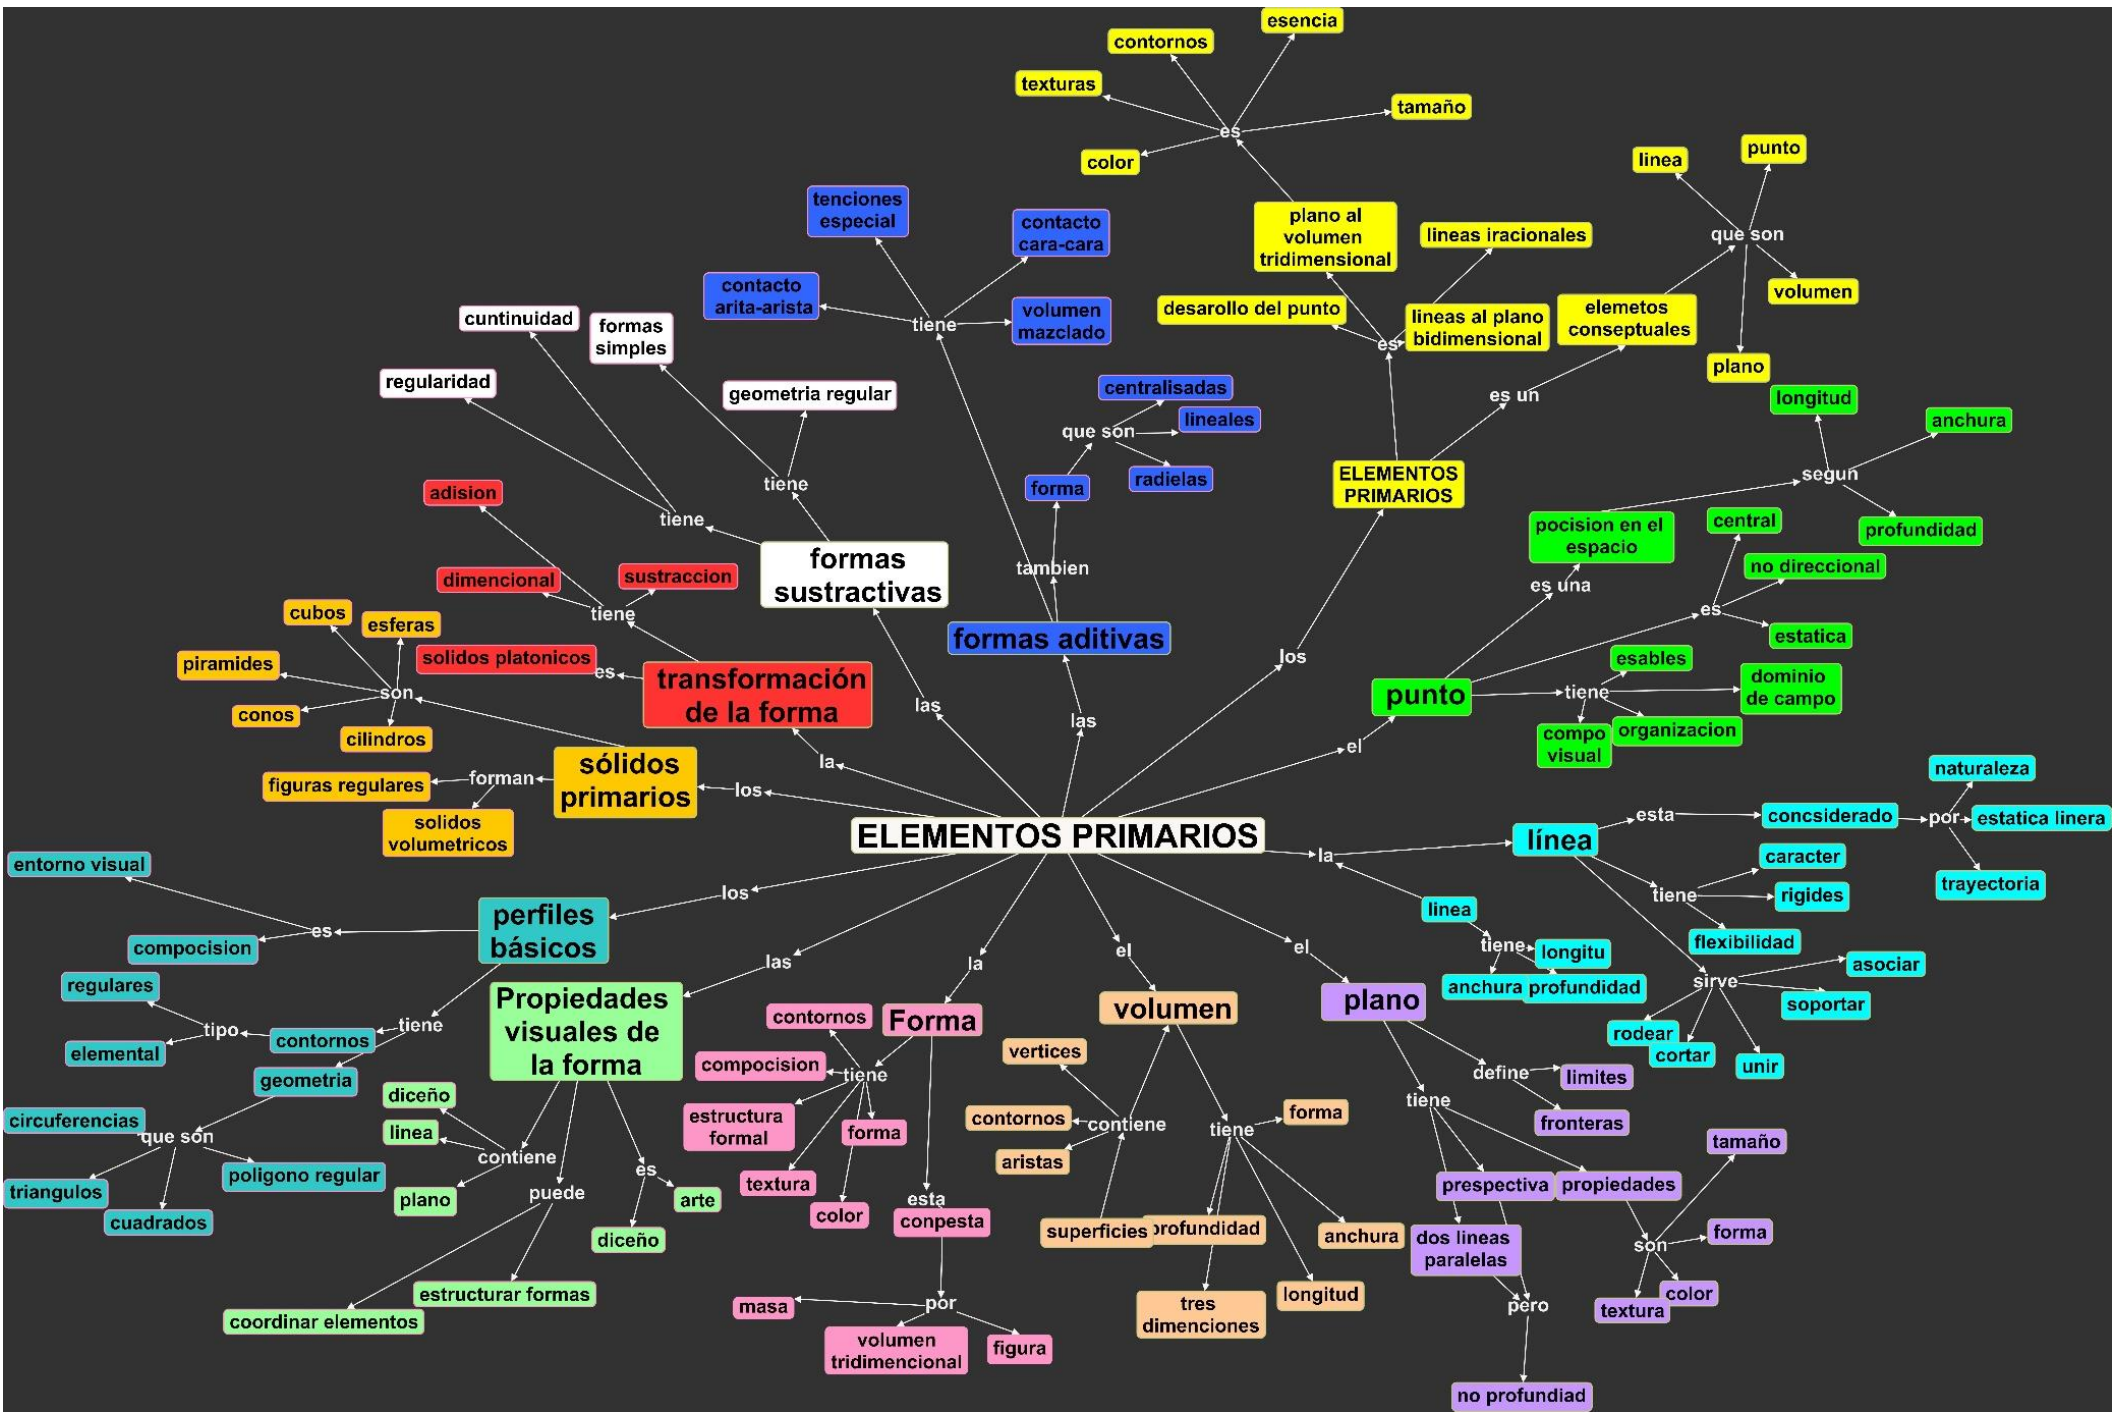 esencia
contornos
texturas
tamaño
es
color
linea
punto
que son
volumen
plano
plano al
volumen
tridimensional
lineas iracionales
desarollo del punto
lineas al plano
bidimensional
es
elemetos
conseptuales
es un
ELEMENTOS
PRIMARIOS
los
tenciones
especial
contacto
cara-cara
contacto
arita-arista
volumen
mazclado
tiene
centralisadas
lineales
que son
radielas
forma
tambien
formas aditivas
las
cuntinuidad
formas
simples
regularidad
geometria regular
tiene
tiene
formas
sustractivas
las
adision
dimencional
sustraccion
tiene
solidos platonicos
es
transformación
de la forma
la
cubos
esferas
piramides
son
conos
cilindros
figuras regulares
forman
solidos
volumetricos
sólidos
primarios
los
longitud
anchura
segun
profundidad
pocision en el
espacio
es una
central
no direccional
es
estatica
esables
tiene
dominio
de campo
compo
visual
organizacion
punto
el
ELEMENTOS PRIMARIOS
naturaleza
esta
concsiderado
por
estatica linera
trayectoria
línea
la
caracter
tiene
rigides
flexibilidad
linea
tiene
longitu
anchura
profundidad
asociar
sirve
soportar
rodear
cortar
unir
entorno visual
los
perfiles
básicos
es
compocision
regulares
tipo
contornos
tiene
elemental
geometria
circuferencias
que son
triangulos
poligono regular
cuadrados
las
Propiedades
visuales de
la forma
diceño
linea
contiene
plano
puede
es
arte
diceño
estructurar formas
coordinar elementos
la
Forma
contornos
compocision
tiene
estructura
formal
forma
textura
color
esta
conpesta
por
masa
volumen
tridimencional
figura
el
volumen
vertices
contornos
contiene
aristas
superficies
tiene
forma
profundidad
anchura
tres
dimenciones
longitud
el
plano
define
limites
fronteras
tiene
prespectiva
propiedades
dos lineas
paralelas
tamaño
son
forma
color
textura
pero
no profundiad